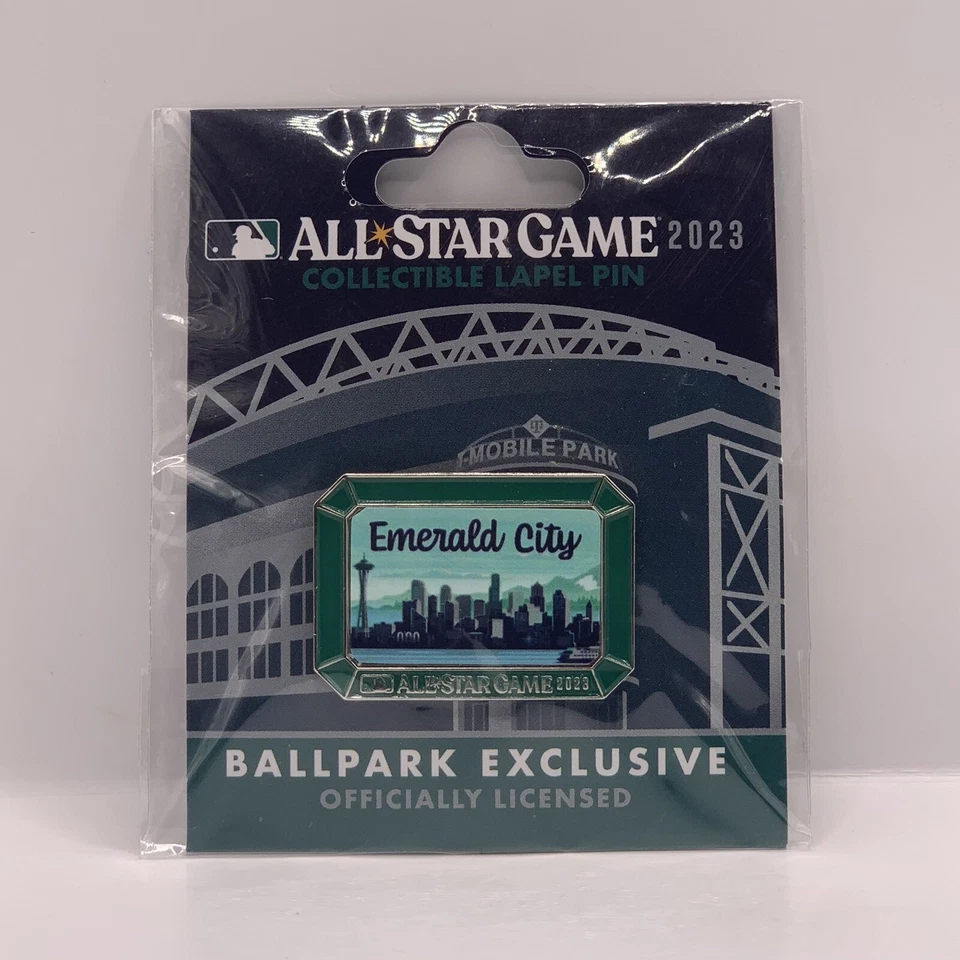 ALL★STAR GAME 2023
COLLECTIBLE LAPEL PIN
T
T-MOBILE PARK
Emerald City
ALL★STAR GAME 2023
BALLPARK EXCLUSIVE
OFFICIALLY LICENSED